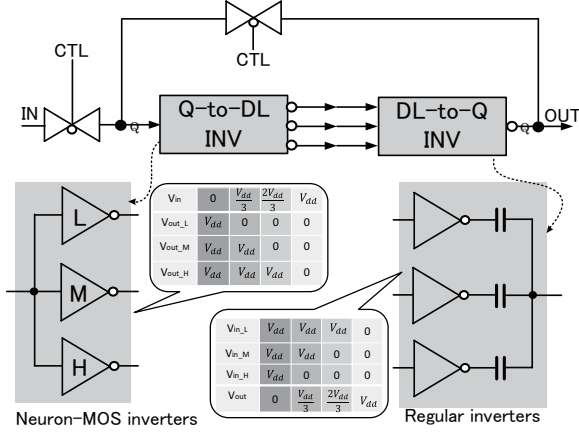 CTL
CTL
IN
Q
Q-to-DL
INV
DL-to-Q
INV
Q
OUT
L
M
H
Vin 0 Vdd/3 2Vdd/3 Vdd
Vout_L Vdd 0 0 0
Vout_M Vdd Vdd 0 0
Vout_H Vdd Vdd Vdd 0
Vin_L Vdd Vdd Vdd 0
Vin_M Vdd Vdd 0 0
Vin_H Vdd 0 0 0
Vout 0 Vdd/3 2Vdd/3 Vdd
Neuron-MOS inverters
Regular inverters